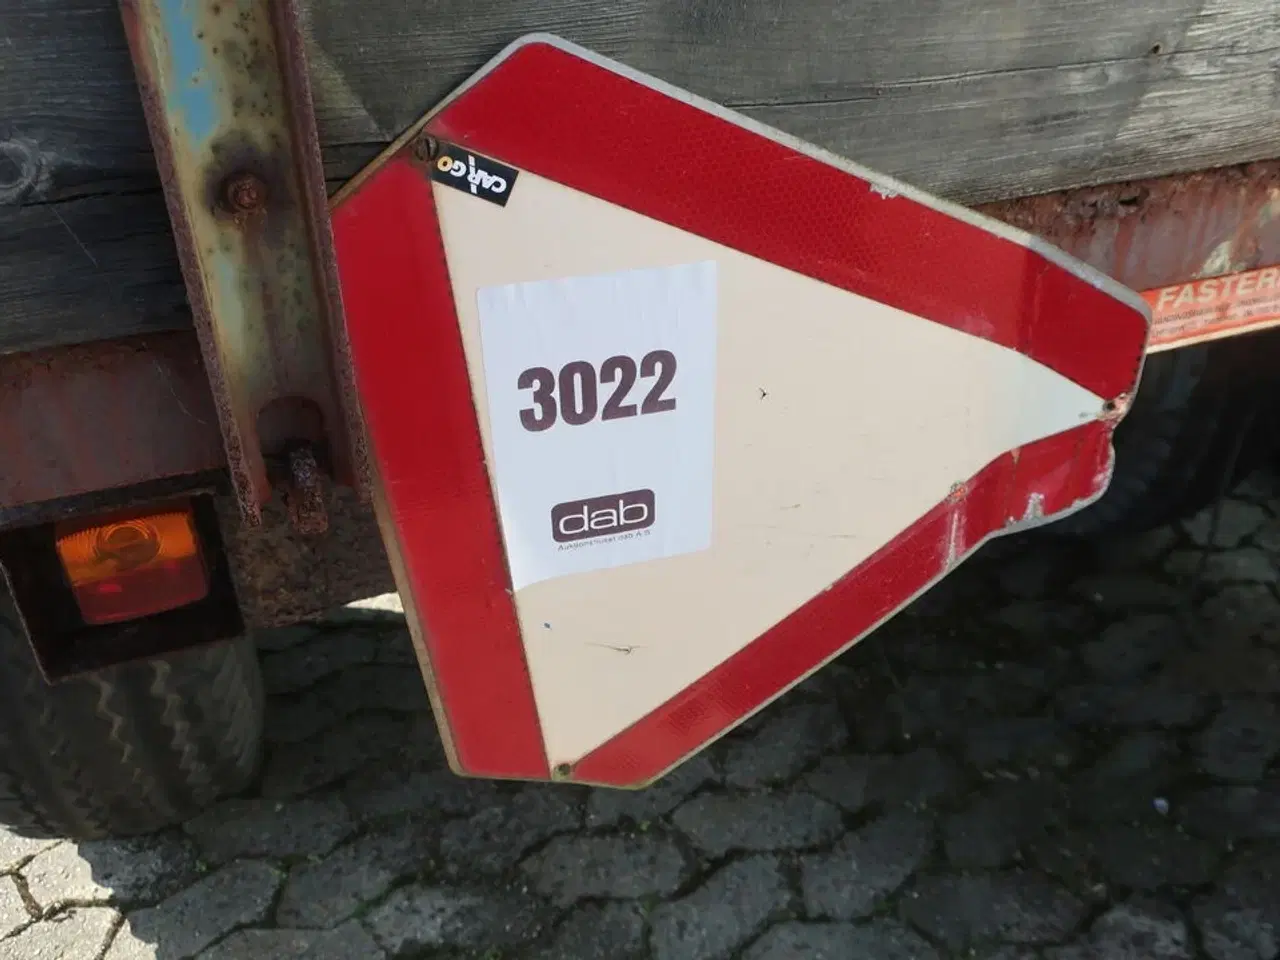 CARGO
3022
dab
Auktionshuset dab A/S
FASTER